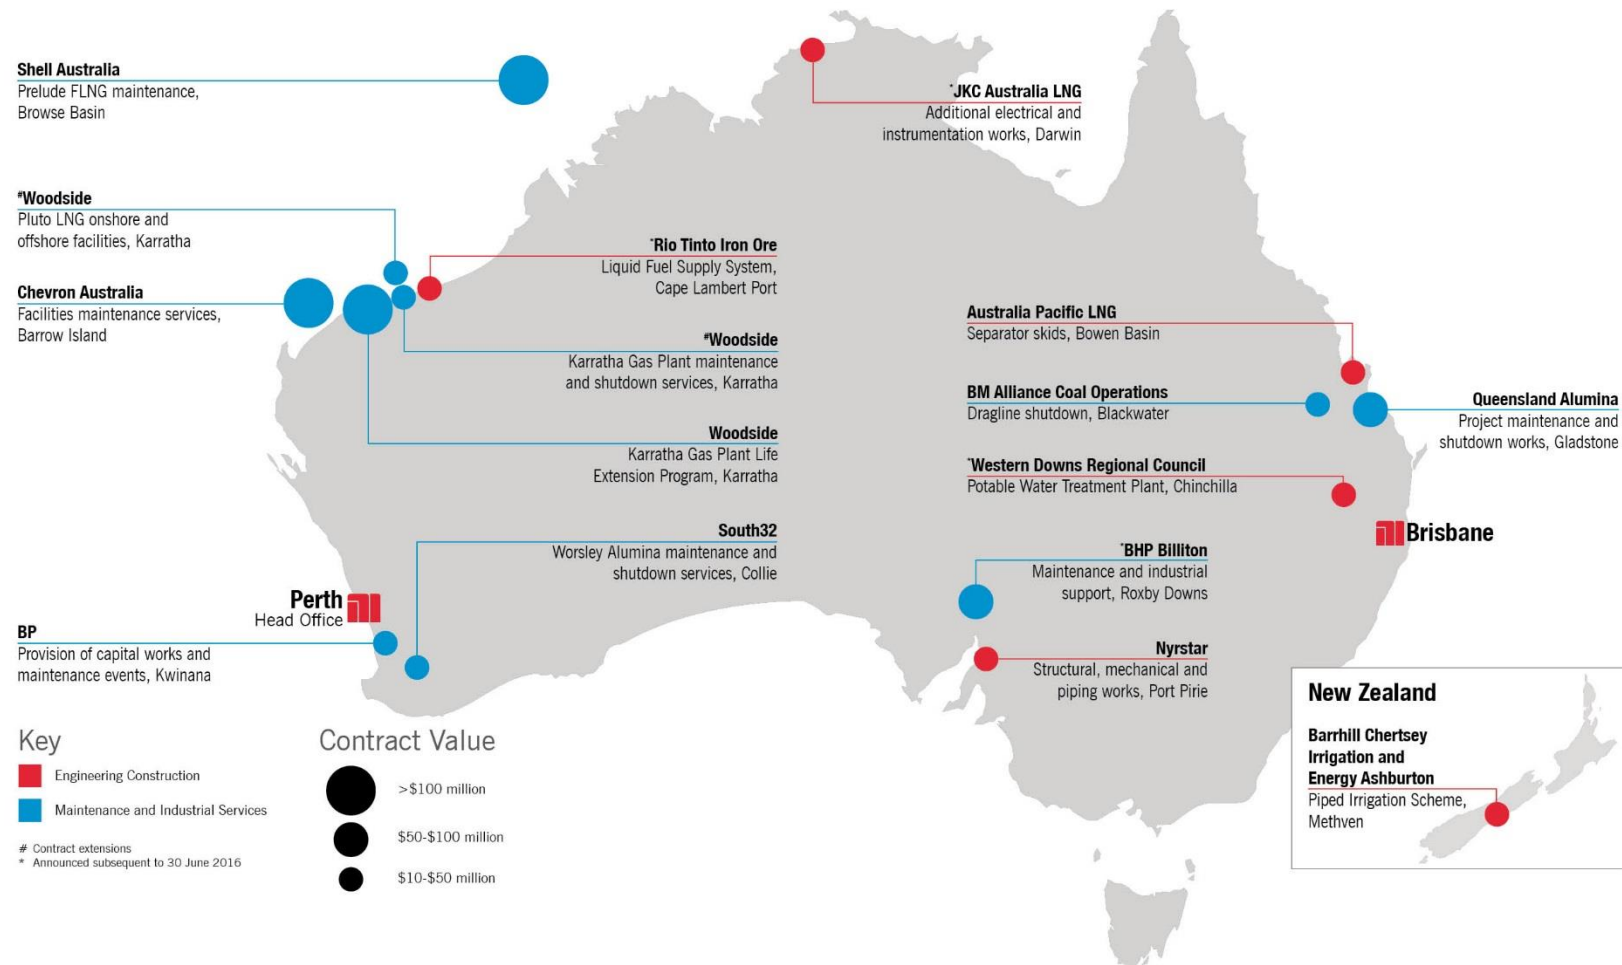 Shell Australia
Prelude FLNG maintenance,
Browse Basin
*JKC Australia LNG
Additional electrical and
instrumentation works, Darwin
#Woodside
Pluto LNG onshore and
offshore facilities, Karratha
*Rio Tinto Iron Ore
Liquid Fuel Supply System,
Cape Lambert Port
Chevron Australia
Facilities maintenance services,
Barrow Island
#Woodside
Karratha Gas Plant maintenance
and shutdown services, Karratha
Woodside
Karratha Gas Plant Life
Extension Program, Karratha
Australia Pacific LNG
Separator skids, Bowen Basin
BM Alliance Coal Operations
Dragline shutdown, Blackwater
Queensland Alumina
Project maintenance and
shutdown works, Gladstone
*Western Downs Regional Council
Potable Water Treatment Plant, Chinchilla
Brisbane
South32
Worsley Alumina maintenance and
shutdown services, Collie
*BHP Billiton
Maintenance and industrial
support, Roxby Downs
Perth
Head Office
BP
Provision of capital works and
maintenance events, Kwinana
Nyrstar
Structural, mechanical and
piping works, Port Pirie
New Zealand
Barrhill Chertsey
Irrigation and
Energy Ashburton
Piped Irrigation Scheme,
Methven
Key
Engineering Construction
Maintenance and Industrial Services
# Contract extensions
* Announced subsequent to 30 June 2016
Contract Value
>$100 million
$50-$100 million
$10-$50 million